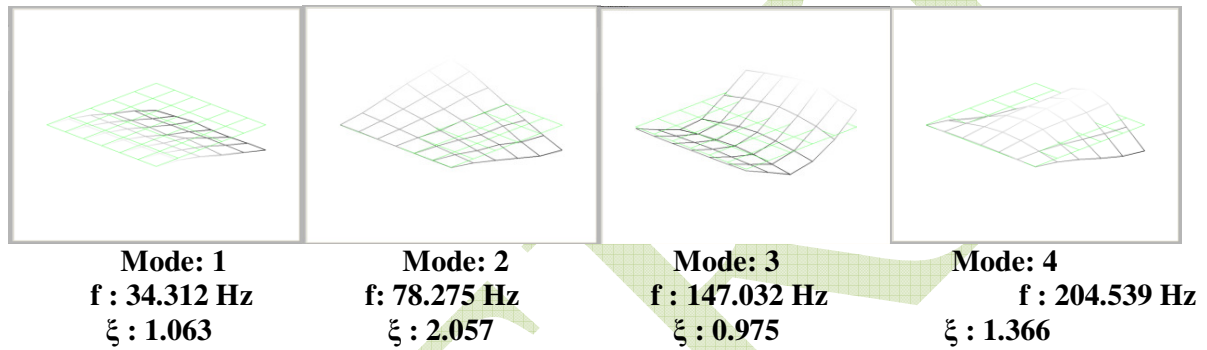 Mode: 1 Mode: 2 Mode: 3 Mode: 4
f : 34.312 Hz f: 78.275 Hz f : 147.032 Hz f : 204.539 Hz
ξ : 1.063 ξ : 2.057 ξ : 0.975 ξ : 1.366